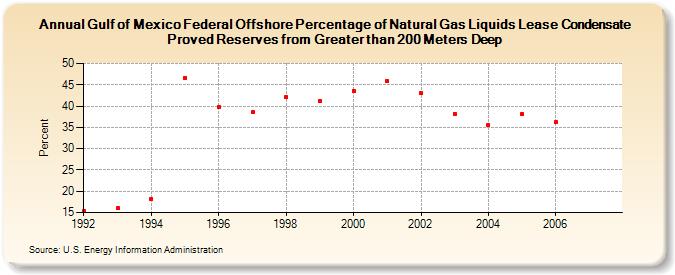 Annual Gulf of Mexico Federal Offshore Percentage of Natural Gas Liquids Lease Condensate
Proved Reserves from Greater than 200 Meters Deep
Percent
50
45
40
35
30
25
20
15
1992 1994 1996 1998 2000 2002 2004 2006
Source: U.S. Energy Information Administration